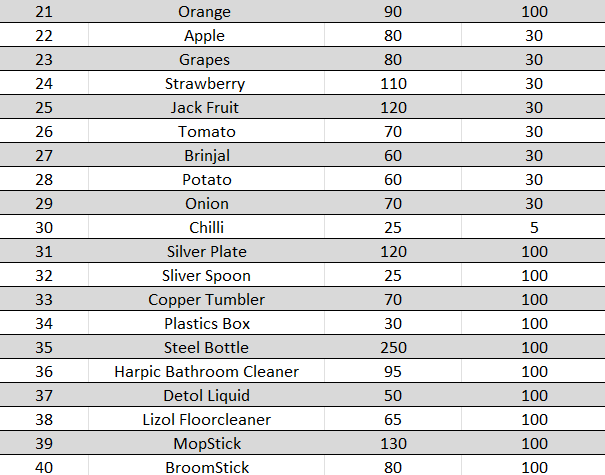 21 Orange 90 100
22 Apple 80 30
23 Grapes 80 30
24 Strawberry 110 30
25 Jack Fruit 120 30
26 Tomato 70 30
27 Brinjal 60 30
28 Potato 60 30
29 Onion 70 30
30 Chilli 25 5
31 Silver Plate 120 100
32 Sliver Spoon 25 100
33 Copper Tumbler 70 100
34 Plastics Box 30 100
35 Steel Bottle 250 100
36 Harpic Bathroom Cleaner 95 100
37 Detol Liquid 50 100
38 Lizol Floorcleaner 65 100
39 MopStick 130 100
40 BroomStick 80 100